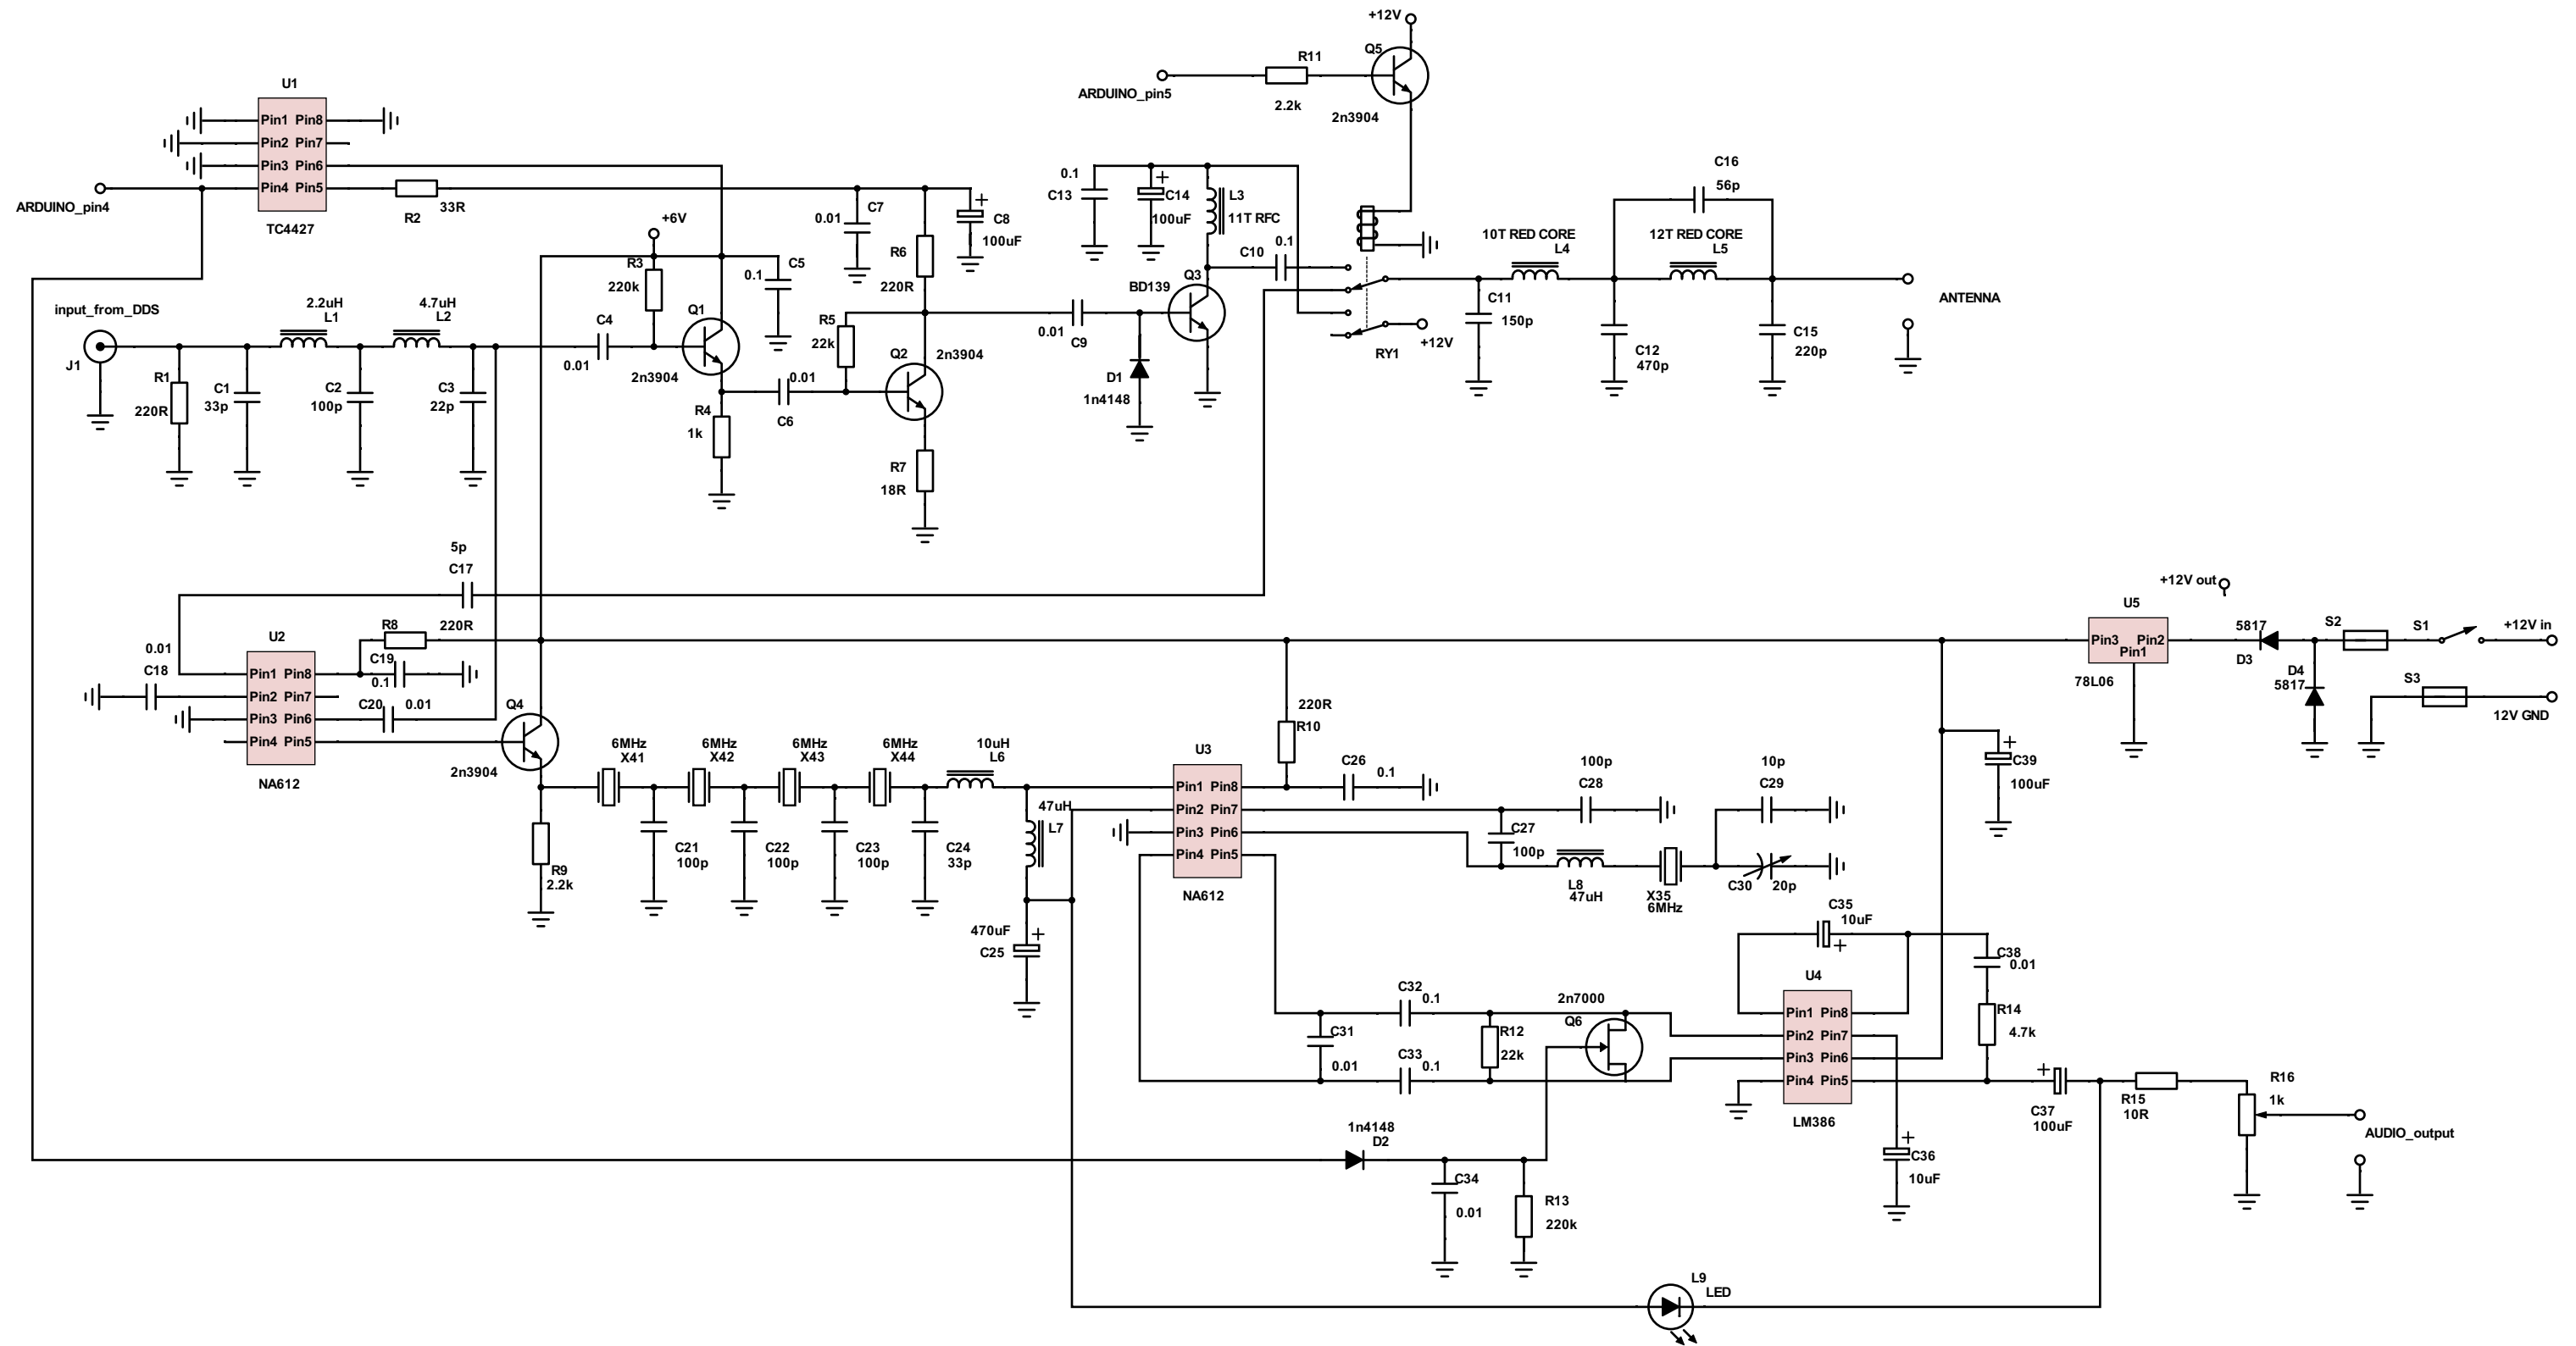 +12V
Q5
R11
ARDUINO_pin5
2.2k
2n3904
U1
Pin1 Pin8
Pin2 Pin7
Pin3 Pin6
Pin4 Pin5
TC4427
ARDUINO_pin4
R2
33R
+6V
R3
220k
C5
0.1
C7
0.01
R6
220R
C8
100uF
0.1
C13
C14
100uF
L3
11T RFC
C10
0.1
Q3
BD139
C16
56p
10T RED CORE
L4
12T RED CORE
L5
ANTENNA
C11
150p
C12
470p
C15
220p
RY1
+12V
input_from_DDS
J1
2.2uH
L1
4.7uH
L2
R1
220R
C1
33p
C2
100p
C3
22p
C4
0.01
Q1
2n3904
R4
1k
0.01
C6
R5
22k
Q2
2n3904
R7
18R
0.01
C9
D1
1n4148
5p
C17
R8
220R
U2
0.01
C18
Pin1 Pin8
Pin2 Pin7
Pin3 Pin6
Pin4 Pin5
NA612
C19
0.1
C20
0.01
Q4
2n3904
R9
2.2k
6MHz
X41
6MHz
X42
6MHz
X43
6MHz
X44
10uH
L6
C21
100p
C22
100p
C23
100p
C24
33p
47uH
L7
470uF
C25
U3
Pin1 Pin8
Pin2 Pin7
Pin3 Pin6
Pin4 Pin5
NA612
220R
R10
C26
0.1
100p
C28
10p
C29
C27
100p
L8
47uH
X35
6MHz
C30
20p
+12V out
U5
Pin3 Pin2
Pin1
78L06
5817
D3
D4
5817
S2
S1
+12V in
S3
12V GND
C39
100uF
C35
10uF
C38
0.01
U4
Pin1 Pin8
Pin2 Pin7
Pin3 Pin6
Pin4 Pin5
LM386
R14
4.7k
C32
0.1
C31
0.01
C33
0.1
R12
22k
2n7000
Q6
C37
100uF
R15
10R
R16
1k
AUDIO_output
C36
10uF
1n4148
D2
C34
0.01
R13
220k
L9
LED